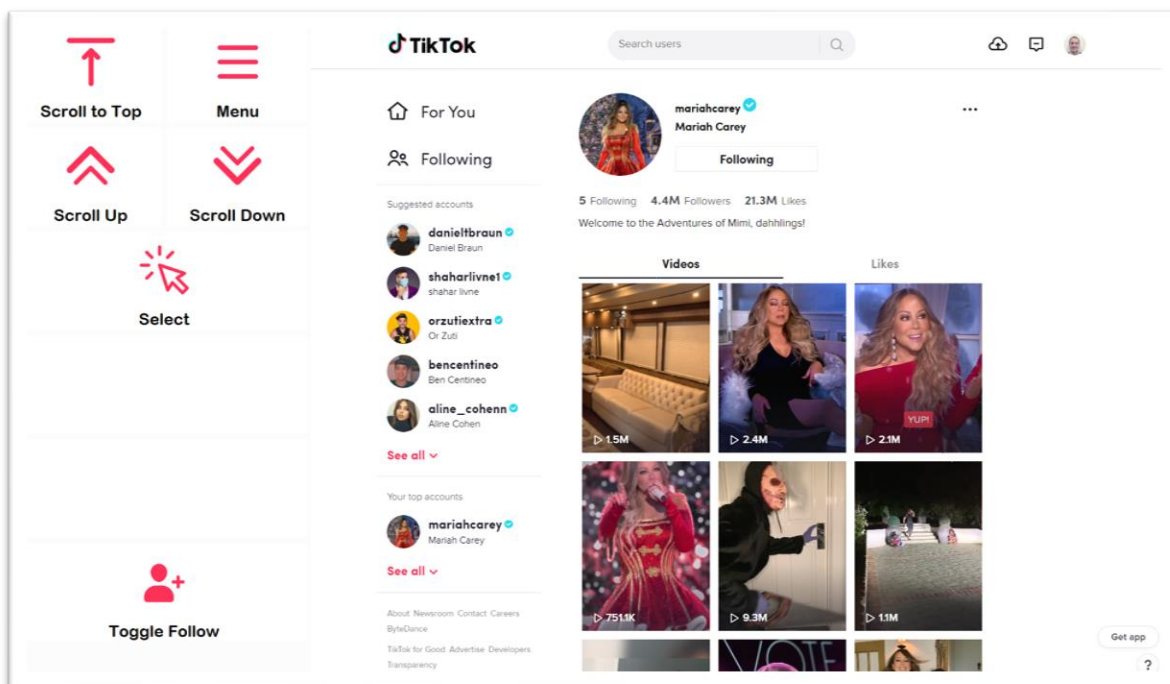 Scroll to Top
Menu
Scroll Up
Scroll Down
Select
Toggle Follow
TikTok
Search users
For You
Following
Suggested accounts
danieltbraun
Daniel Braun
shaharlivne1
shahar livne
orzutiextra
Or Zuti
bencentineo
Ben Centineo
aline_cohenn
Aline Cohen
See all
Your top accounts
mariahcarey
Mariah Carey
See all
About Newsroom Contact Careers
ByteDance
TikTok for Good Advertise Developers
Transparency
mariahcarey
Mariah Carey
Following
5 Following 4.4M Followers 21.3M Likes
Welcome to the Adventures of Mimi, dahhlings!
Videos Likes
1.5M
2.4M
YUP!
2.1M
751.1K
9.3M
1.1M
VOTE
Get app
?